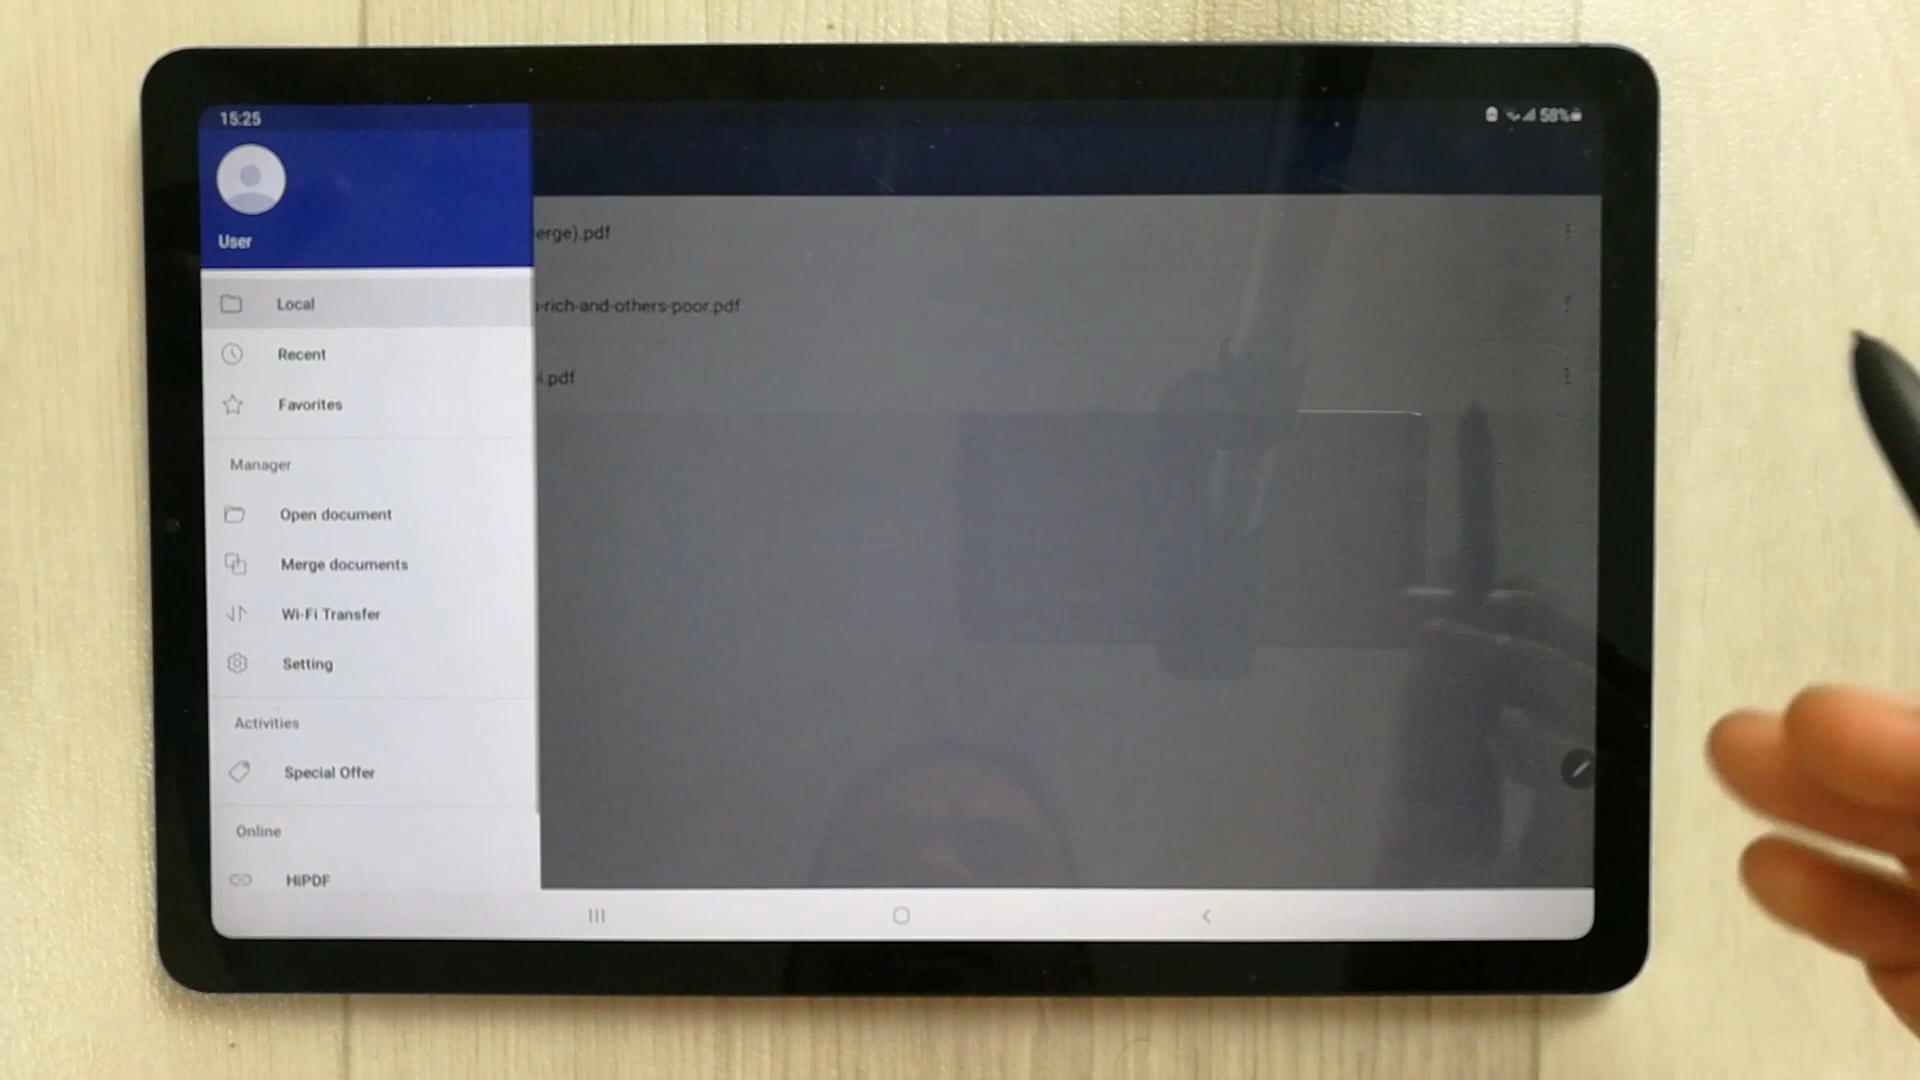 15:25
58%
User
erge).pdf
Local
-rich-and-others-poor.pdf
Recent
i.pdf
Favorites
Manager
Open document
Merge documents
Wi-Fi Transfer
Setting
Activities
Special Offer
Online
HiPDF